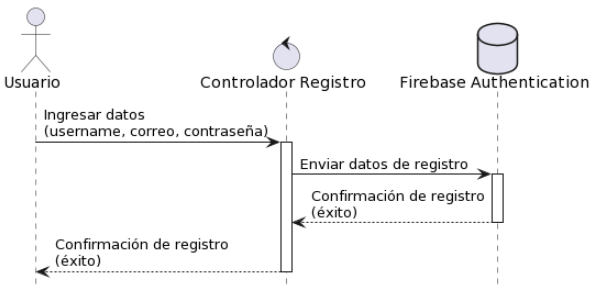 Usuario
Controlador Registro
Firebase Authentication
Ingresar datos
(username, correo, contraseña)
Enviar datos de registro
Confirmación de registro
(éxito)
Confirmación de registro
(éxito)